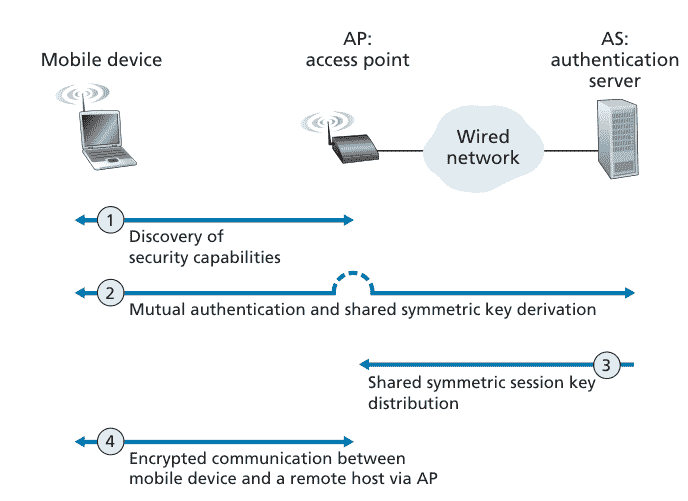 Mobile device
AP:
access point
AS:
authentication
server
Wired
network
1
Discovery of
security capabilities
2
Mutual authentication and shared symmetric key derivation
3
Shared symmetric session key
distribution
4
Encrypted communication between
mobile device and a remote host via AP